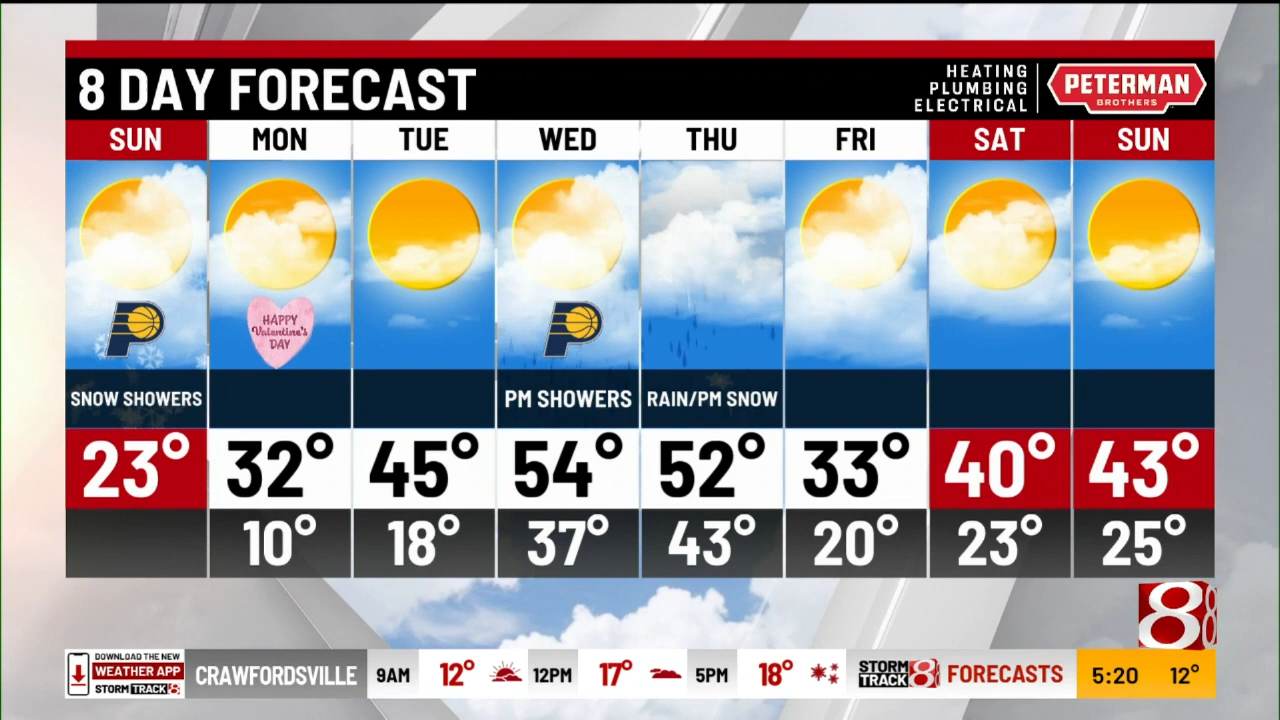 8 DAY FORECAST
HEATING
PLUMBING
ELECTRICAL
PETERMAN
BROTHERS
SUN MON TUE WED THU FRI SAT SUN
HAPPY
Valentine's
DAY
SNOW SHOWERS PM SHOWERS RAIN/PM SNOW
23° 32° 45° 54° 52° 33° 40° 43°
10° 18° 37° 43° 20° 23° 25°
8
DOWNLOAD THE NEW
WEATHER APP
STORM TRACK 8
CRAWFORDSVILLE 9AM 12° 12PM 17° 5PM 18°
STORM
TRACK 8
FORECASTS
5:20 12°